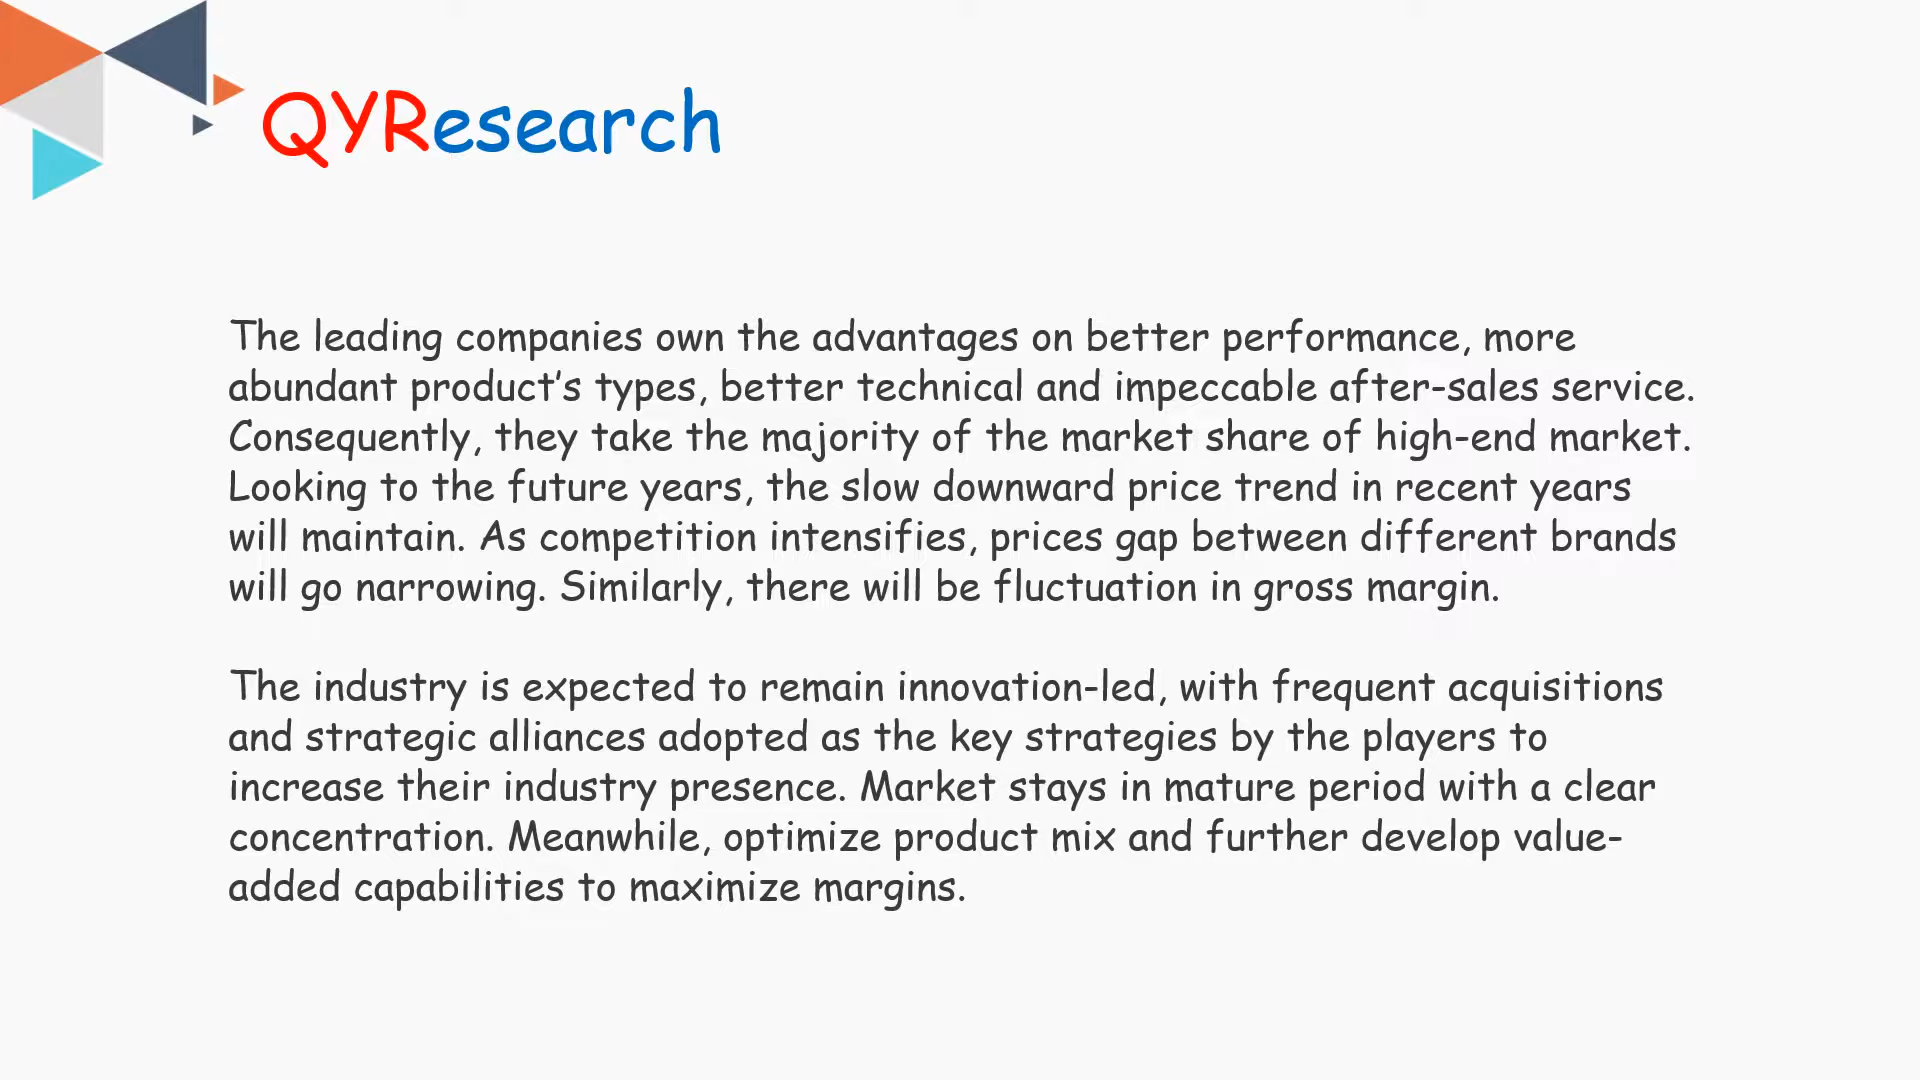 QYResearch
The leading companies own the advantages on better performance, more
abundant product’s types, better technical and impeccable after-sales service.
Consequently, they take the majority of the market share of high-end market.
Looking to the future years, the slow downward price trend in recent years
will maintain. As competition intensifies, prices gap between different brands
will go narrowing. Similarly, there will be fluctuation in gross margin.
The industry is expected to remain innovation-led, with frequent acquisitions
and strategic alliances adopted as the key strategies by the players to
increase their industry presence. Market stays in mature period with a clear
concentration. Meanwhile, optimize product mix and further develop value-
added capabilities to maximize margins.